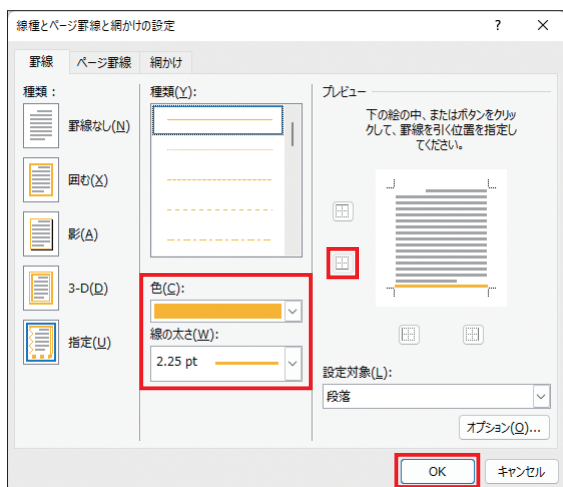 線種とページ罫線と網かけの設定
? ×
罫線 ページ罫線 網かけ
種類：
罫線なし(N)
囲む(X)
影(A)
3-D(D)
指定(U)
種類(Y):
色(C):
線の太さ(W):
2.25 pt
プレビュー
下の絵の中、またはボタンをクリッ
クして、罫線を引く位置を指定し
てください。
設定対象(L):
段落
オプション(O)...
OK キャンセル